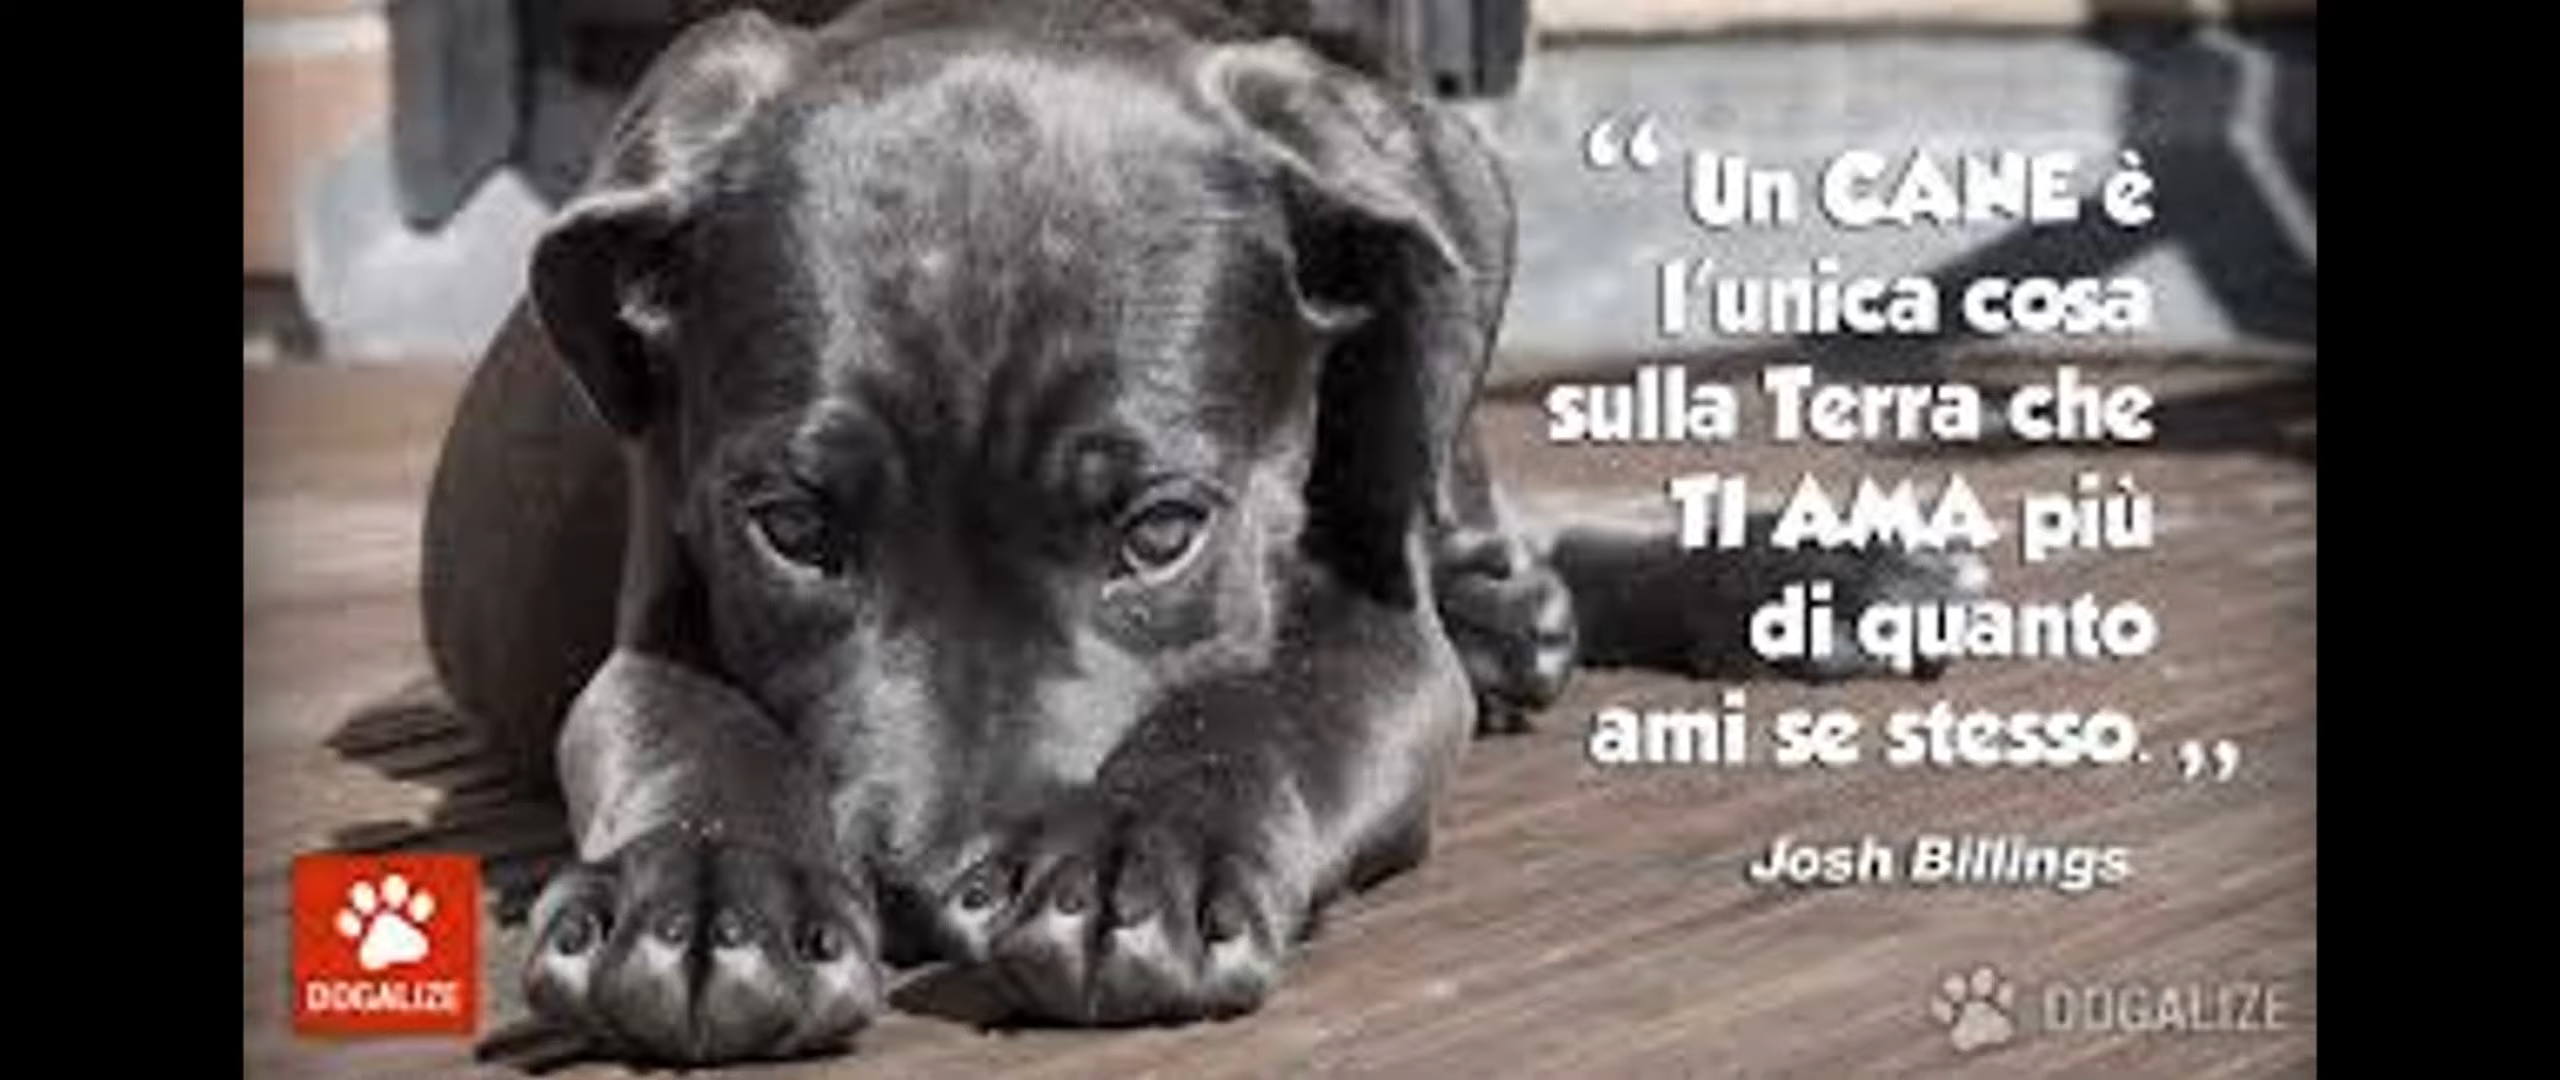 “ Un CANE è
l'unica cosa
sulla Terra che
TI AMA più
di quanto
ami se stesso. ”
Josh Billings
DOGALIZE
DOGALIZE